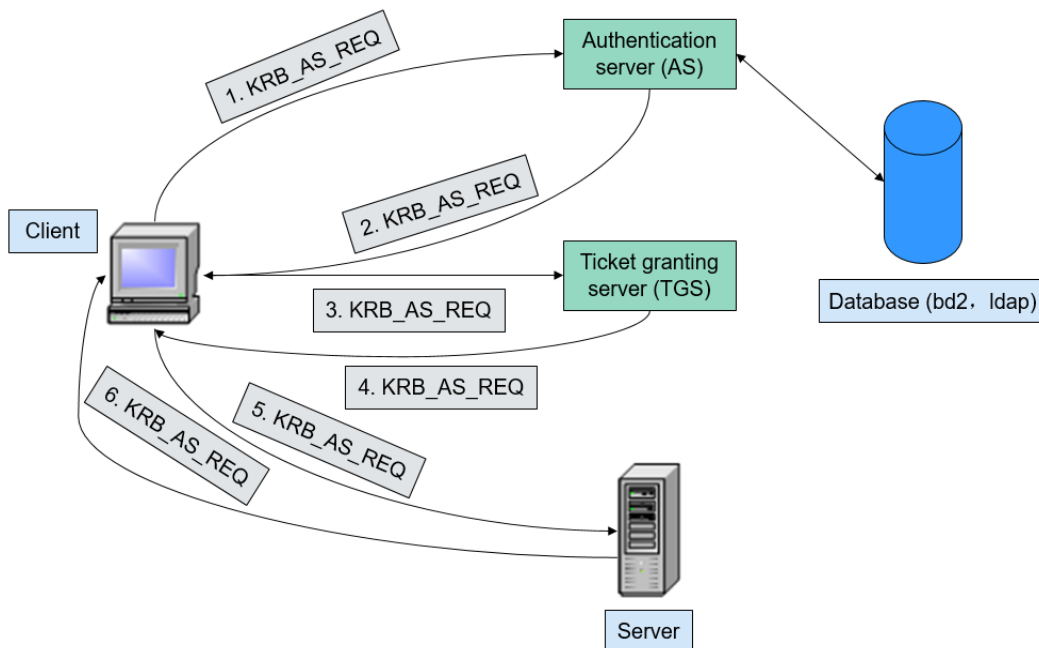 1. KRB_AS_REQ
Authentication
server (AS)
2. KRB_AS_REQ
Client
Ticket granting
server (TGS)
3. KRB_AS_REQ
Database (bd2，ldap)
4. KRB_AS_REQ
5. KRB_AS_REQ
6. KRB_AS_REQ
Server